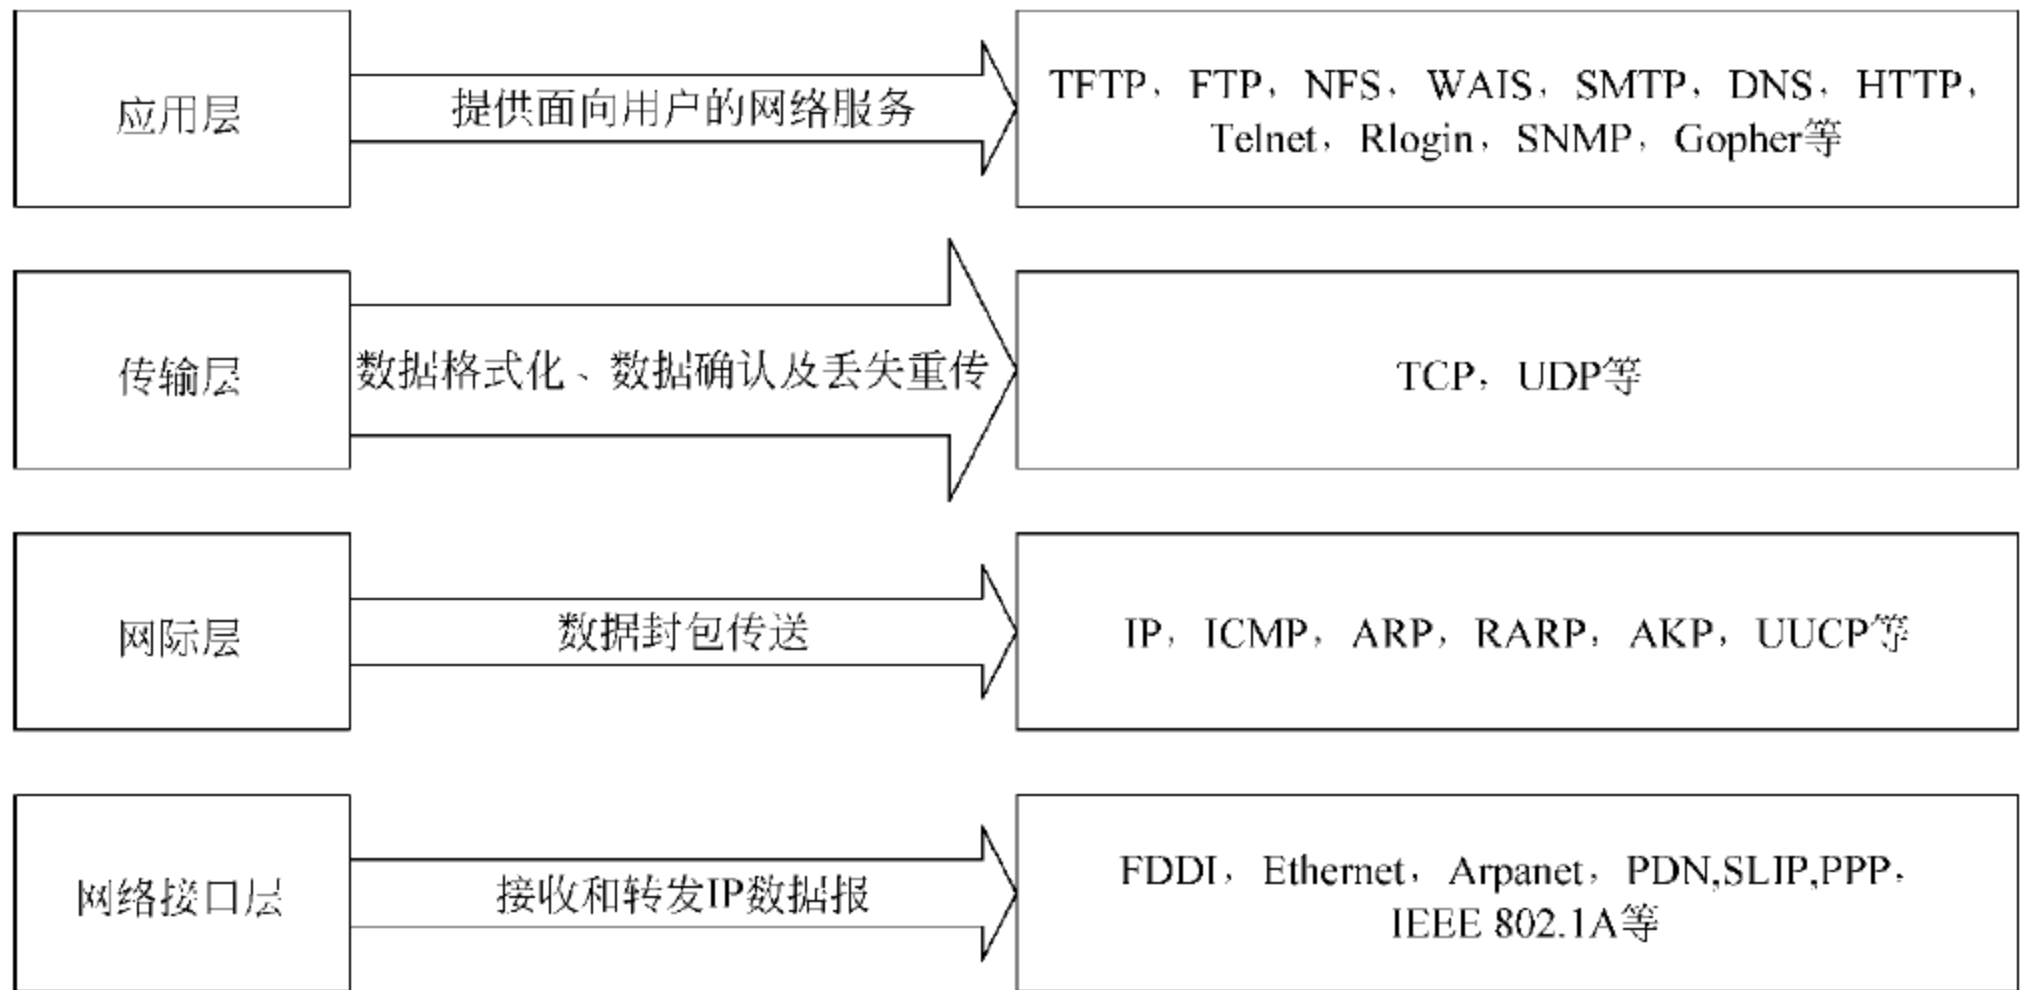 应用层
提供面向用户的网络服务
TFTP，FTP，NFS，WAIS，SMTP，DNS，HTTP，
Telnet，Rlogin，SNMP，Gopher等
传输层
数据格式化、数据确认及丢失重传
TCP，UDP等
网际层
数据封包传送
IP，ICMP，ARP，RARP，AKP，UUCP等
网络接口层
接收和转发IP数据报
FDDI，Ethernet，Arpanet，PDN,SLIP,PPP，
IEEE 802.1A等